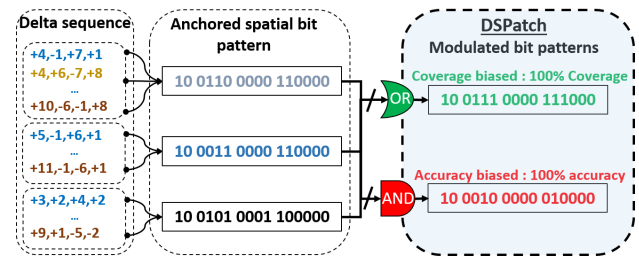 Delta sequence
+4,-1,+7,+1
+4,+6,-7,+8
...
+10,-6,-1,+8
+5,-1,+6,+1
...
+11,-1,-6,+1
+3,+2,+4,+2
...
+9,+1,-5,-2
Anchored spatial bit
pattern
10 0110 0000 110000
10 0011 0000 110000
10 0101 0001 100000
OR
AND
DSPatch
Modulated bit patterns
Coverage biased : 100% Coverage
10 0111 0000 111000
Accuracy biased : 100% accuracy
10 0010 0000 010000